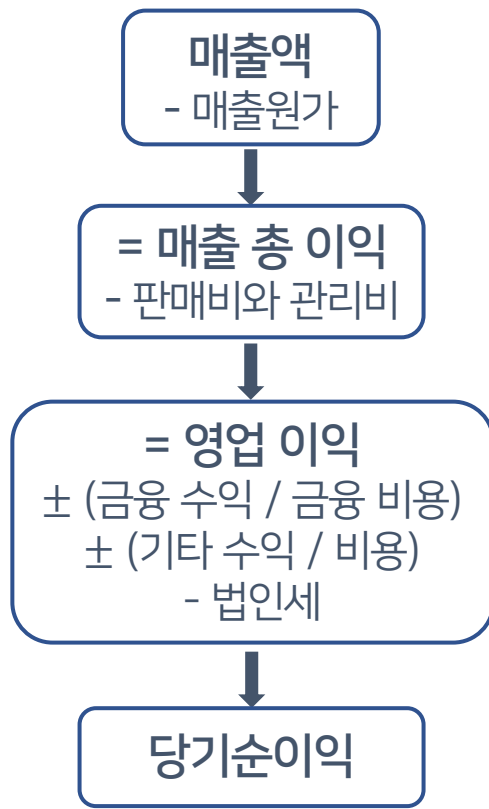 매출액
- 매출원가
= 매출 총 이익
- 판매비와 관리비
= 영업 이익
± (금융 수익 / 금융 비용)
± (기타 수익 / 비용)
- 법인세
당기순이익